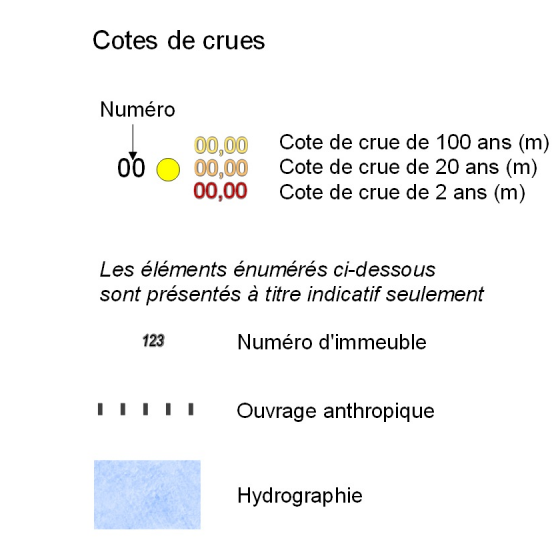 Cotes de crues
Numéro
00,00 Cote de crue de 100 ans (m)
00 00,00 Cote de crue de 20 ans (m)
00,00 Cote de crue de 2 ans (m)
Les éléments énumérés ci-dessous
sont présentés à titre indicatif seulement
123 Numéro d'immeuble
Ouvrage anthropique
Hydrographie